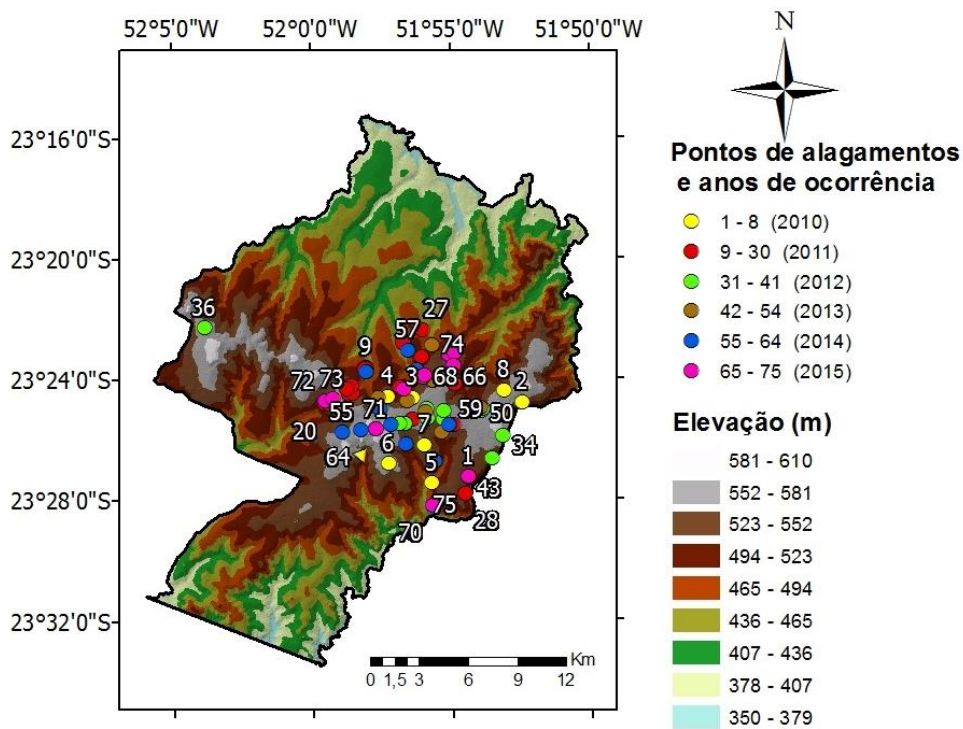 52°5'0"W 52°0'0"W 51°55'0"W 51°50'0"W
N
23°16'0"S
23°20'0"S
23°24'0"S
23°28'0"S
23°32'0"S
36
27
57
9
74
8
72
73
4
3
68
66
2
55
71
59
50
20
7
34
6
64
5
1
43
75
28
70
Km
0 1,5 3 6 9 12
Pontos de alagamentos
e anos de ocorrência
1 - 8 (2010)
9 - 30 (2011)
31 - 41 (2012)
42 - 54 (2013)
55 - 64 (2014)
65 - 75 (2015)
Elevação (m)
581 - 610
552 - 581
523 - 552
494 - 523
465 - 494
436 - 465
407 - 436
378 - 407
350 - 379